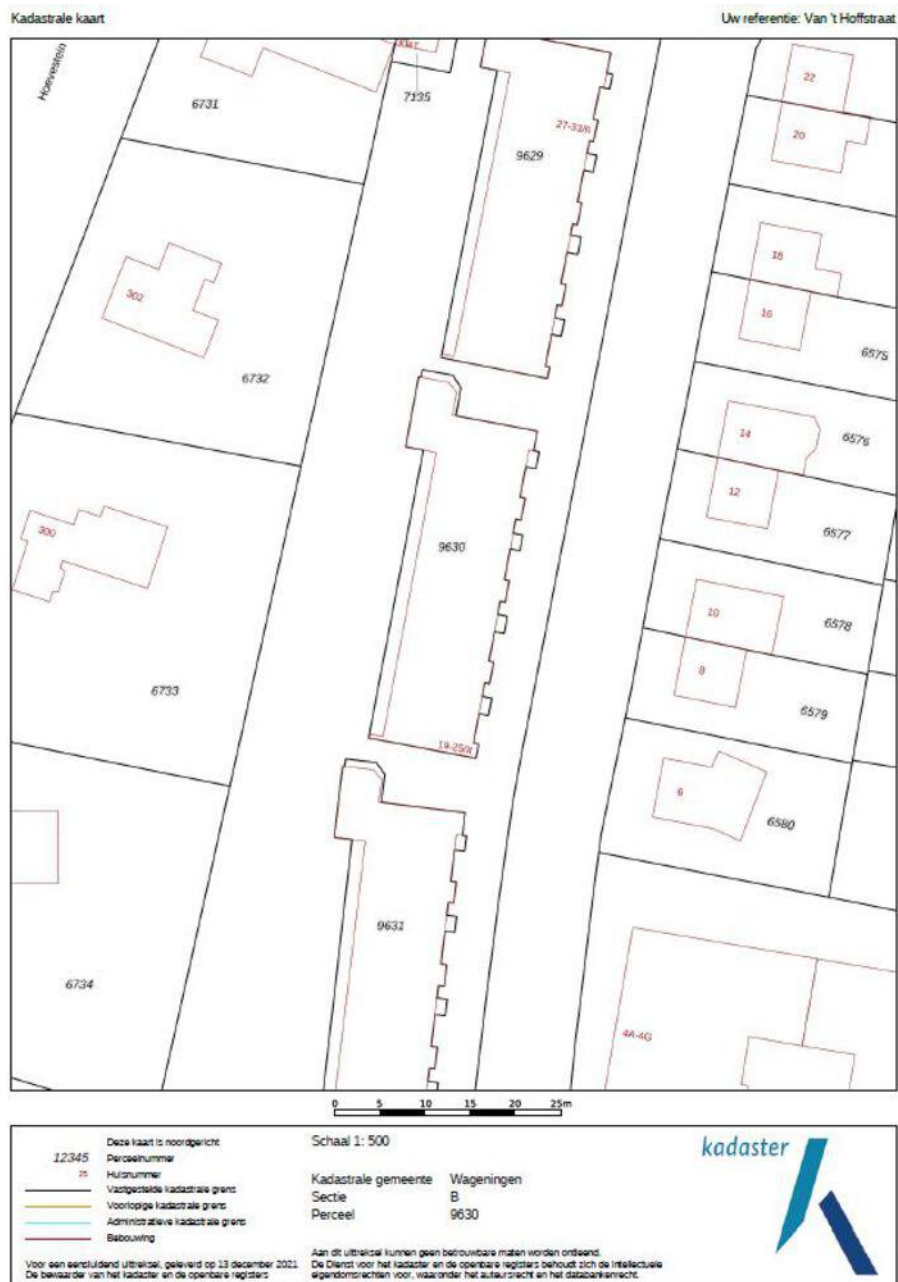 Kadastrale kaart
Uw referentie: Van 't Hoffstraat
Hoevestein
22
6731
7135
27-33/II
20
9629
18
302
16
6575
6732
14
6576
12
300
9630
6577
10
6578
8
6733
6579
19-25/II
6
6580
9631
6734
4A-4G
0 5 10 15 20 25m
Deze kaart is noordgericht
12345 Perceelnummer
25 Huisnummer
Vastgestelde kadastrale grens
Voorlopige kadastrale grens
Administratieve kadastrale grens
Bebouwing
Voor een eensluidend uittreksel, geleverd op 13 december 2021
De bewaarder van het kadaster en de openbare registers
Schaal 1: 500
Kadastrale gemeente Wageningen
Sectie B
Perceel 9630
Aan dit uittreksel kunnen geen betrouwbare maten worden ontleend.
De Dienst voor het kadaster en de openbare registers behoudt zich de intellectuele
eigendomsrechten voor, waaronder het auteursrecht en het databankenrecht.
kadaster